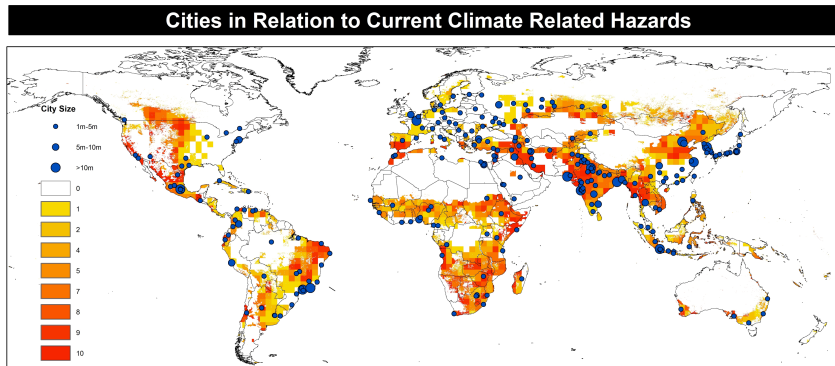 Cities in Relation to Current Climate Related Hazards
City Size
1m-5m
5m-10m
>10m
0
1
2
4
5
7
8
9
10